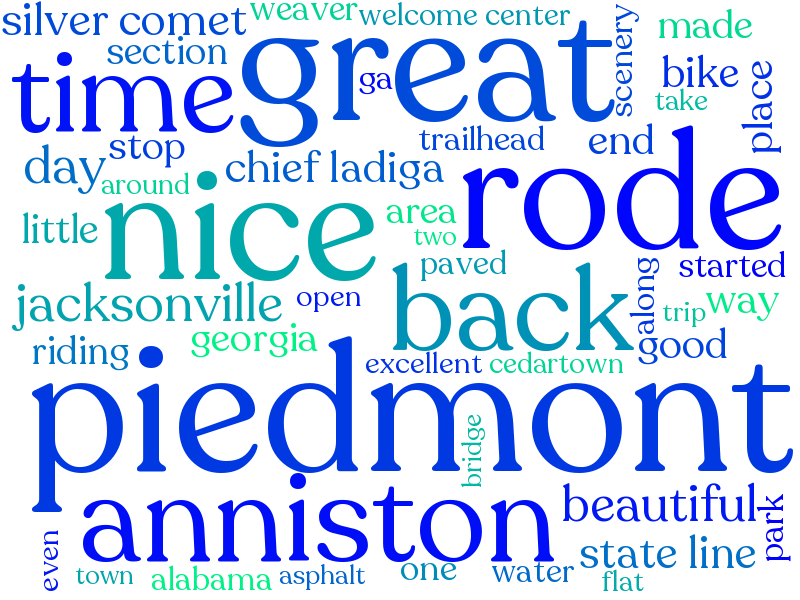 silver comet
weaver
welcome center
scenery
made
section
great
time
ga
bike
take
place
trailhead
end
stop
day
chief ladiga
around
rode
nice
area
little
two
paved
started
along
jacksonville
open
back
trip
way
georgia
good
riding
excellent
cedartown
piedmont
bridge
anniston
beautiful
park
state line
even
town
alabama
asphalt
one
water
flat